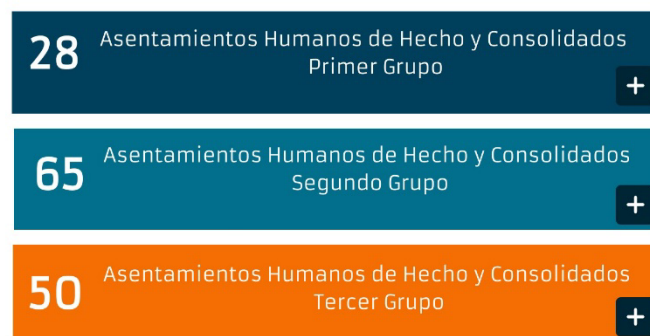 28
Asentamientos Humanos de Hecho y Consolidados
Primer Grupo
+
65
Asentamientos Humanos de Hecho y Consolidados
Segundo Grupo
+
50
Asentamientos Humanos de Hecho y Consolidados
Tercer Grupo
+